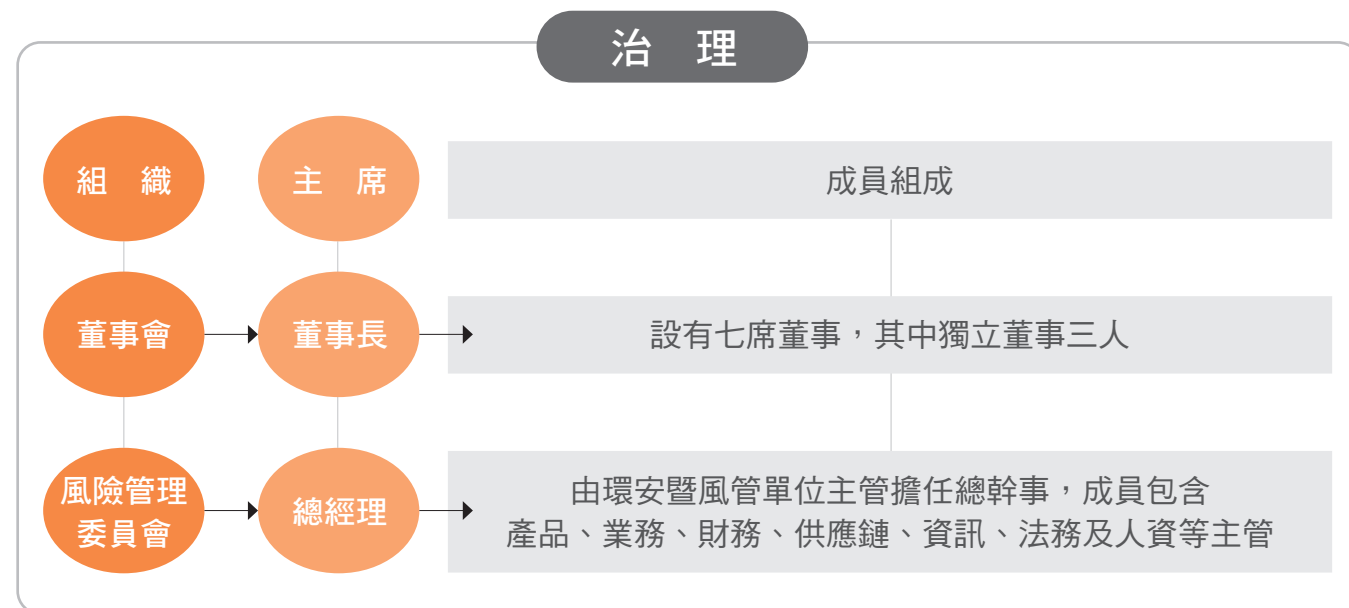 治　理
組　織
主　席
成員組成
董事會
董事長
設有七席董事，其中獨立董事三人
風險管理
委員會
總經理
由環安暨風管單位主管擔任總幹事，成員包含
產品、業務、財務、供應鏈、資訊、法務及人資等主管